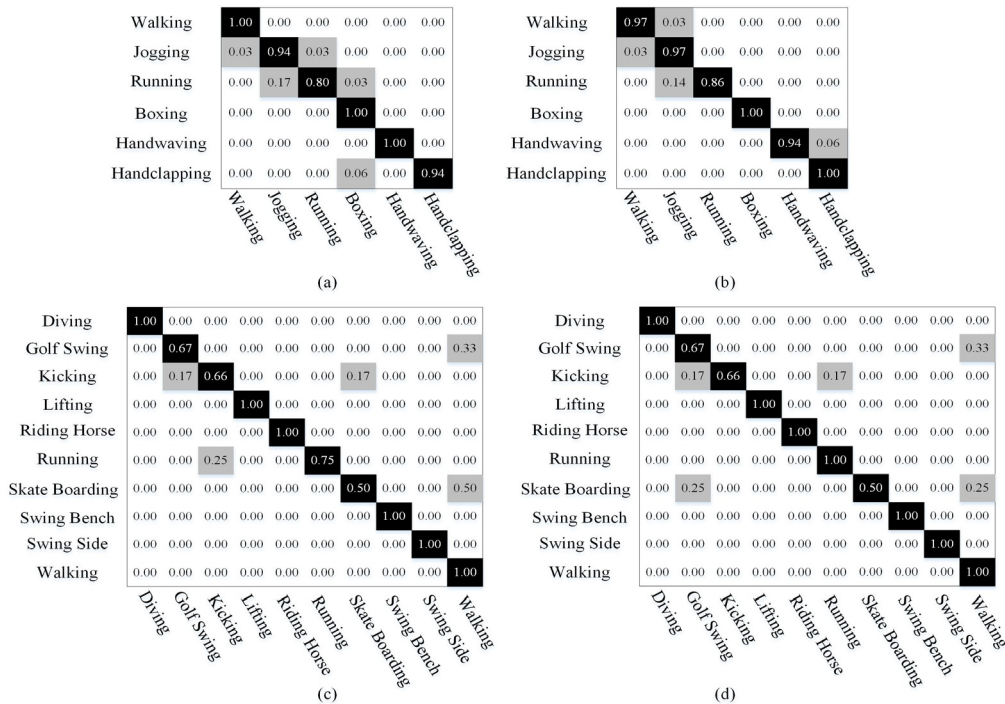 Walking 1.00 0.00 0.00 0.00 0.00 0.00
Jogging 0.03 0.94 0.03 0.00 0.00 0.00
Running 0.00 0.17 0.80 0.03 0.00 0.00
Boxing 0.00 0.00 0.00 1.00 0.00 0.00
Handwaving 0.00 0.00 0.00 0.00 1.00 0.00
Handclapping 0.00 0.00 0.00 0.06 0.00 0.94
Walking Jogging Running Boxing Handwaving Handclapping
(a)
Walking 0.97 0.03 0.00 0.00 0.00 0.00
Jogging 0.03 0.97 0.00 0.00 0.00 0.00
Running 0.00 0.14 0.86 0.00 0.00 0.00
Boxing 0.00 0.00 0.00 1.00 0.00 0.00
Handwaving 0.00 0.00 0.00 0.00 0.94 0.06
Handclapping 0.00 0.00 0.00 0.00 0.00 1.00
Walking Jogging Running Boxing Handwaving Handclapping
(b)
Diving 1.00 0.00 0.00 0.00 0.00 0.00 0.00 0.00 0.00 0.00
Golf Swing 0.00 0.67 0.00 0.00 0.00 0.00 0.00 0.00 0.00 0.33
Kicking 0.00 0.17 0.66 0.00 0.00 0.00 0.17 0.00 0.00 0.00
Lifting 0.00 0.00 0.00 1.00 0.00 0.00 0.00 0.00 0.00 0.00
Riding Horse 0.00 0.00 0.00 0.00 1.00 0.00 0.00 0.00 0.00 0.00
Running 0.00 0.00 0.25 0.00 0.00 0.75 0.00 0.00 0.00 0.00
Skate Boarding 0.00 0.00 0.00 0.00 0.00 0.00 0.50 0.00 0.00 0.50
Swing Bench 0.00 0.00 0.00 0.00 0.00 0.00 0.00 1.00 0.00 0.00
Swing Side 0.00 0.00 0.00 0.00 0.00 0.00 0.00 0.00 1.00 0.00
Walking 0.00 0.00 0.00 0.00 0.00 0.00 0.00 0.00 0.00 1.00
Diving Golf Swing Kicking Lifting Riding Horse Running Skate Boarding Swing Bench Swing Side Walking
(c)
Diving 1.00 0.00 0.00 0.00 0.00 0.00 0.00 0.00 0.00 0.00
Golf Swing 0.00 0.67 0.00 0.00 0.00 0.00 0.00 0.00 0.00 0.33
Kicking 0.00 0.17 0.66 0.00 0.00 0.17 0.00 0.00 0.00 0.00
Lifting 0.00 0.00 0.00 1.00 0.00 0.00 0.00 0.00 0.00 0.00
Riding Horse 0.00 0.00 0.00 0.00 1.00 0.00 0.00 0.00 0.00 0.00
Running 0.00 0.00 0.00 0.00 0.00 1.00 0.00 0.00 0.00 0.00
Skate Boarding 0.00 0.25 0.00 0.00 0.00 0.00 0.50 0.00 0.00 0.25
Swing Bench 0.00 0.00 0.00 0.00 0.00 0.00 0.00 1.00 0.00 0.00
Swing Side 0.00 0.00 0.00 0.00 0.00 0.00 0.00 0.00 1.00 0.00
Walking 0.00 0.00 0.00 0.00 0.00 0.00 0.00 0.00 0.00 1.00
Diving Golf Swing Kicking Lifting Riding Horse Running Skate Boarding Swing Bench Swing Side Walking
(d)